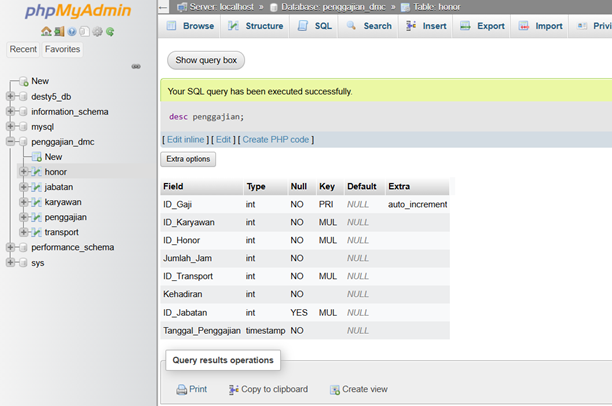 phpMyAdmin
Recent Favorites
New
desty5_db
information_schema
mysql
penggajian_dmc
New
honor
jabatan
karyawan
penggajian
transport
performance_schema
sys
Server: localhost » Database: penggajian_dmc » Table: honor
Browse Structure SQL Search Insert Export Import Privi
Show query box
Your SQL query has been executed successfully.
desc penggajian;
[ Edit inline ] [ Edit ] [ Create PHP code ]
Extra options
Field Type Null Key Default Extra
ID_Gaji int NO PRI NULL auto_increment
ID_Karyawan int NO MUL NULL
ID_Honor int NO MUL NULL
Jumlah_Jam int NO NULL
ID_Transport int NO MUL NULL
Kehadiran int NO NULL
ID_Jabatan int YES MUL NULL
Tanggal_Penggajian timestamp NO NULL
Query results operations
Print Copy to clipboard Create view